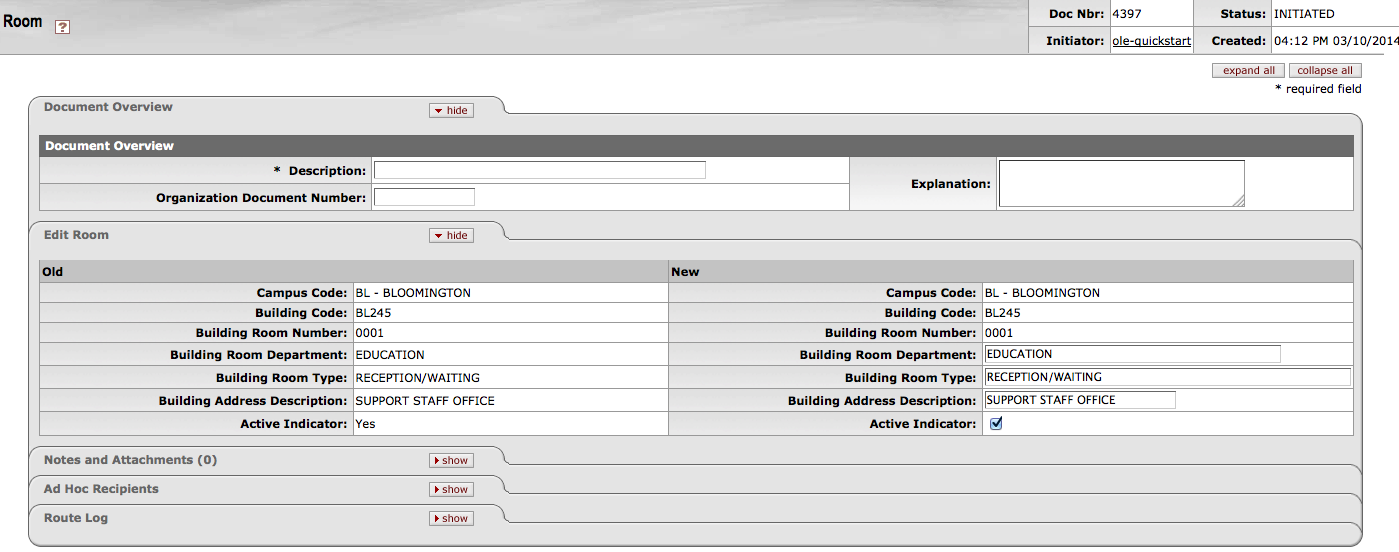 Room ?
Doc Nbr: 4397 Status: INITIATED
Initiator: ole-quickstart Created: 04:12 PM 03/10/2014
expand all collapse all
* required field
Document Overview hide
Document Overview
* Description:
Explanation:
Organization Document Number:
Edit Room hide
Old New
Campus Code: BL - BLOOMINGTON Campus Code: BL - BLOOMINGTON
Building Code: BL245 Building Code: BL245
Building Room Number: 0001 Building Room Number: 0001
Building Room Department: EDUCATION Building Room Department: EDUCATION
Building Room Type: RECEPTION/WAITING Building Room Type: RECEPTION/WAITING
Building Address Description: SUPPORT STAFF OFFICE Building Address Description: SUPPORT STAFF OFFICE
Active Indicator: Yes Active Indicator:
Notes and Attachments (0) show
Ad Hoc Recipients show
Route Log show